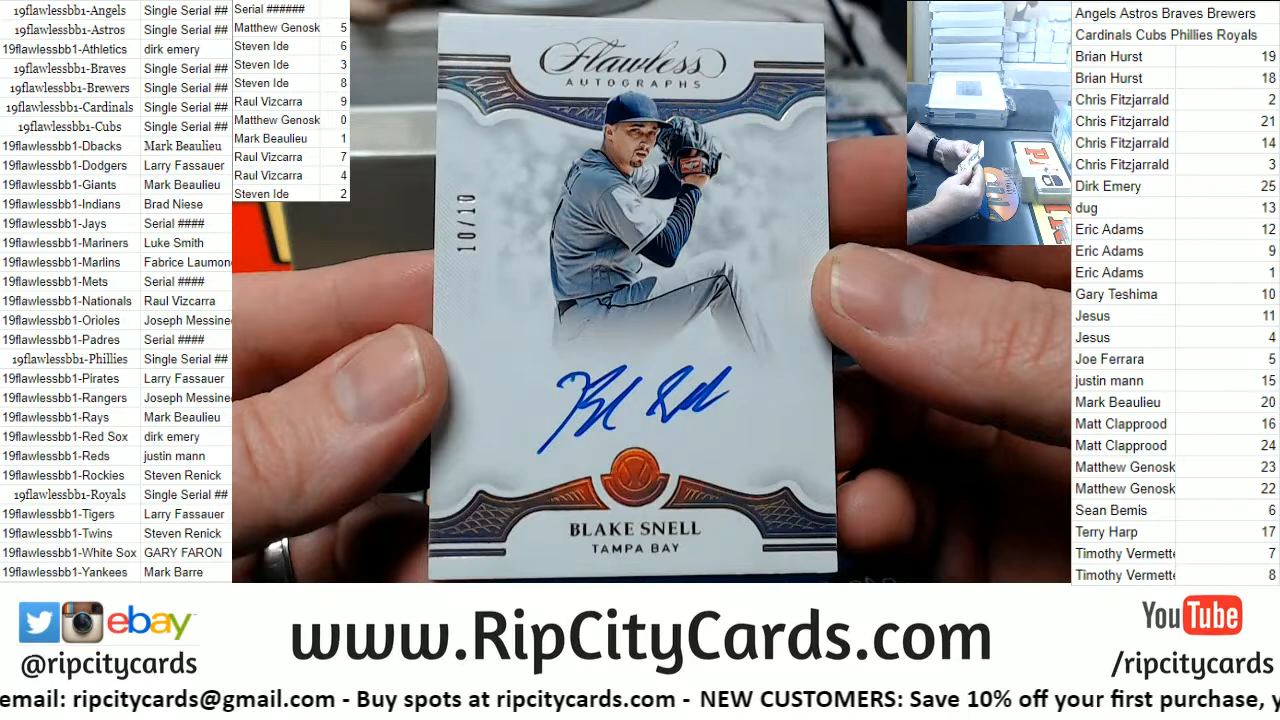 19flawlessbb1-Angels Single Serial ##
19flawlessbb1-Astros Single Serial ##
19flawlessbb1-Athletics dirk emery
19flawlessbb1-Braves Single Serial ##
19flawlessbb1-Brewers Single Serial ##
19flawlessbb1-Cardinals Single Serial ##
19flawlessbb1-Cubs Single Serial ##
19flawlessbb1-Dbacks Mark Beaulieu
19flawlessbb1-Dodgers Larry Fassauer
19flawlessbb1-Giants Mark Beaulieu
19flawlessbb1-Indians Brad Niese
19flawlessbb1-Jays Serial ####
19flawlessbb1-Mariners Luke Smith
19flawlessbb1-Marlins Fabrice Laumon
19flawlessbb1-Mets Serial ####
19flawlessbb1-Nationals Raul Vizcarra
19flawlessbb1-Orioles Joseph Messine
19flawlessbb1-Padres Serial ####
19flawlessbb1-Phillies Single Serial ##
19flawlessbb1-Pirates Larry Fassauer
19flawlessbb1-Rangers Joseph Messine
19flawlessbb1-Rays Mark Beaulieu
19flawlessbb1-Red Sox dirk emery
19flawlessbb1-Reds justin mann
19flawlessbb1-Rockies Steven Renick
19flawlessbb1-Royals Single Serial ##
19flawlessbb1-Tigers Larry Fassauer
19flawlessbb1-Twins Steven Renick
19flawlessbb1-White Sox GARY FARON
19flawlessbb1-Yankees Mark Barre
Serial ######
Matthew Genosk 5
Steven Ide 6
Steven Ide 3
Steven Ide 8
Raul Vizcarra 9
Matthew Genosk 0
Mark Beaulieu 1
Raul Vizcarra 7
Raul Vizcarra 4
Steven Ide 2
Flawless
AUTOGRAPHS
10/10
BLAKE SNELL
TAMPA BAY
Angels Astros Braves Brewers
Cardinals Cubs Phillies Royals
Brian Hurst 19
Brian Hurst 18
Chris Fitzjarrald 2
Chris Fitzjarrald 21
Chris Fitzjarrald 14
Chris Fitzjarrald 3
Dirk Emery 25
dug 13
Eric Adams 12
Eric Adams 9
Eric Adams 1
Gary Teshima 10
Jesus 11
Jesus 4
Joe Ferrara 5
justin mann 15
Mark Beaulieu 20
Matt Clapprood 16
Matt Clapprood 24
Matthew Genosk 23
Matthew Genosk 22
Sean Bemis 6
Terry Harp 17
Timothy Vermette 7
Timothy Vermette 8
ebay
@ripcitycards
www.RipCityCards.com
YouTube
/ripcitycards
email: ripcitycards@gmail.com - Buy spots at ripcitycards.com - NEW CUSTOMERS: Save 10% off your first purchase, y